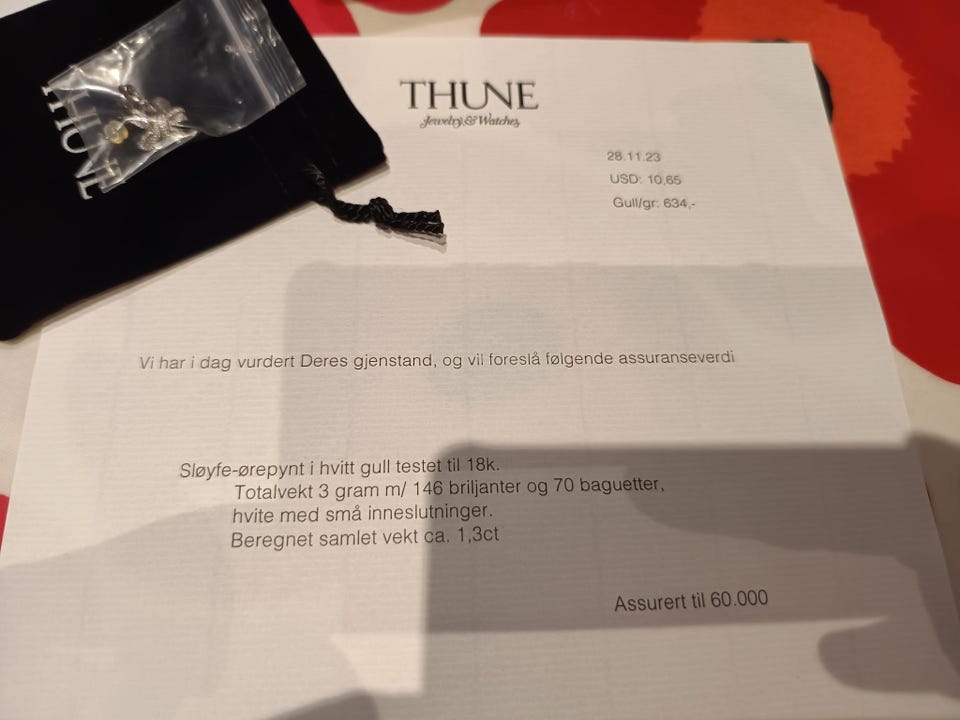 THUNE
THUNE
Jewelry & Watches
28.11.23
USD: 10,65
Gull/gr: 634,-
Vi har i dag vurdert Deres gjenstand, og vil foreslå følgende assuranseverdi
Sløyfe-ørepynt i hvitt gull testet til 18k.
Totalvekt 3 gram m/ 146 briljanter og 70 baguetter,
hvite med små inneslutninger.
Beregnet samlet vekt ca. 1,3ct
Assurert til 60.000